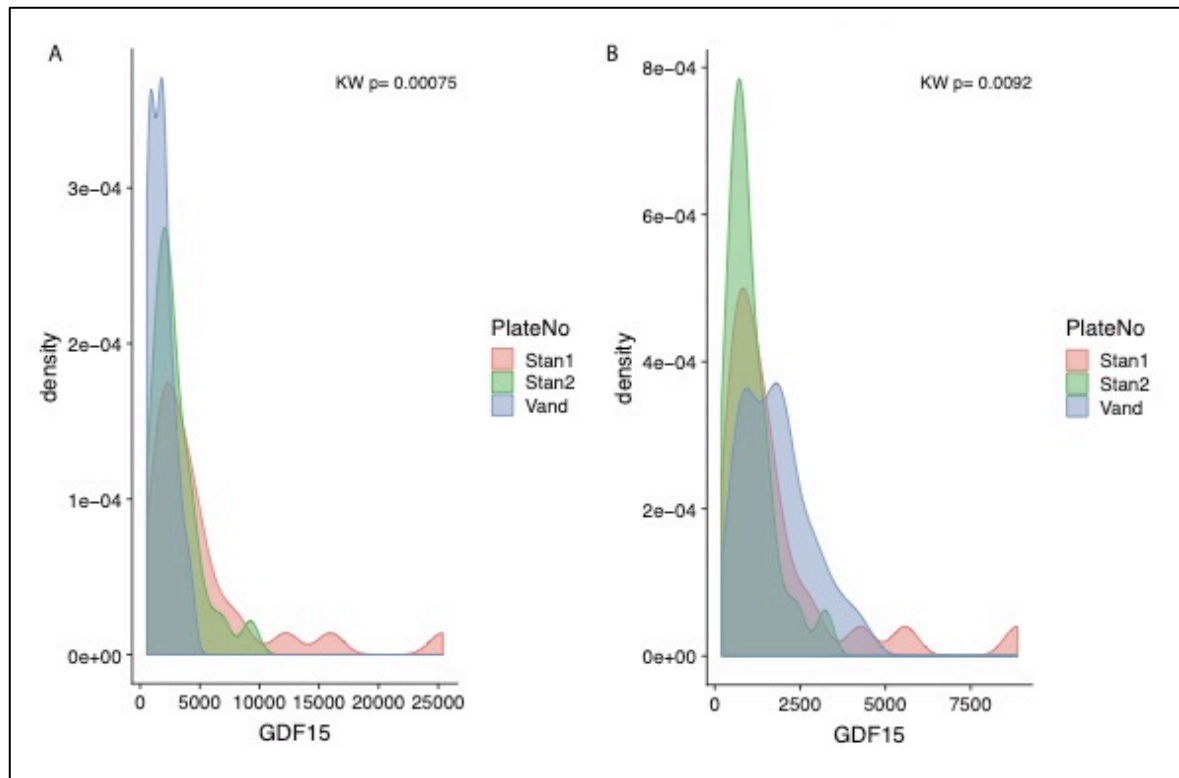 A
KW p= 0.00075
3e-04
2e-04
1e-04
0e+00
density
0 5000 10000 15000 20000 25000
GDF15
PlateNo
Stan1
Stan2
Vand
B
KW p= 0.0092
8e-04
6e-04
4e-04
2e-04
0e+00
density
0 2500 5000 7500
GDF15
PlateNo
Stan1
Stan2
Vand